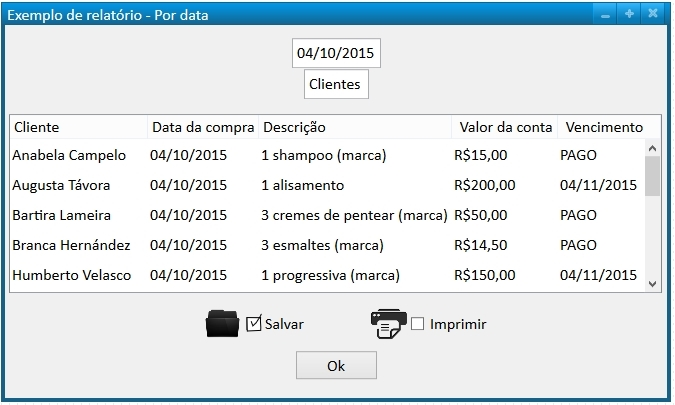 Exemplo de relatório - Por data
04/10/2015
Clientes
Cliente Data da compra Descrição Valor da conta Vencimento
Anabela Campelo 04/10/2015 1 shampoo (marca) R$15,00 PAGO
Augusta Távora 04/10/2015 1 alisamento R$200,00 04/11/2015
Bartira Lameira 04/10/2015 3 cremes de pentear (marca) R$50,00 PAGO
Branca Hernández 04/10/2015 3 esmaltes (marca) R$14,50 PAGO
Humberto Velasco 04/10/2015 1 progressiva (marca) R$150,00 04/11/2015
Salvar Imprimir
Ok